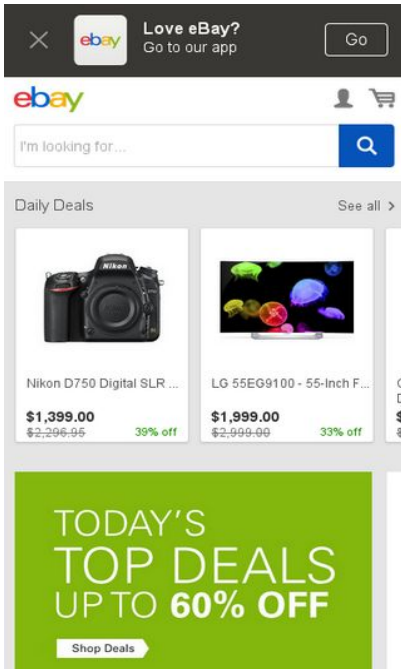 Love eBay?
ebay
Go to our app
Go
ebay
I'm looking for...
Daily Deals
See all >
Nikon
Nikon D750 Digital SLR ...
LG 55EG9100 - 55-Inch F...
$1,399.00
$1,999.00
$2,296.95
39% off
$2,999.00
33% off
TODAY'S
TOP DEALS
UP TO 60% OFF
Shop Deals